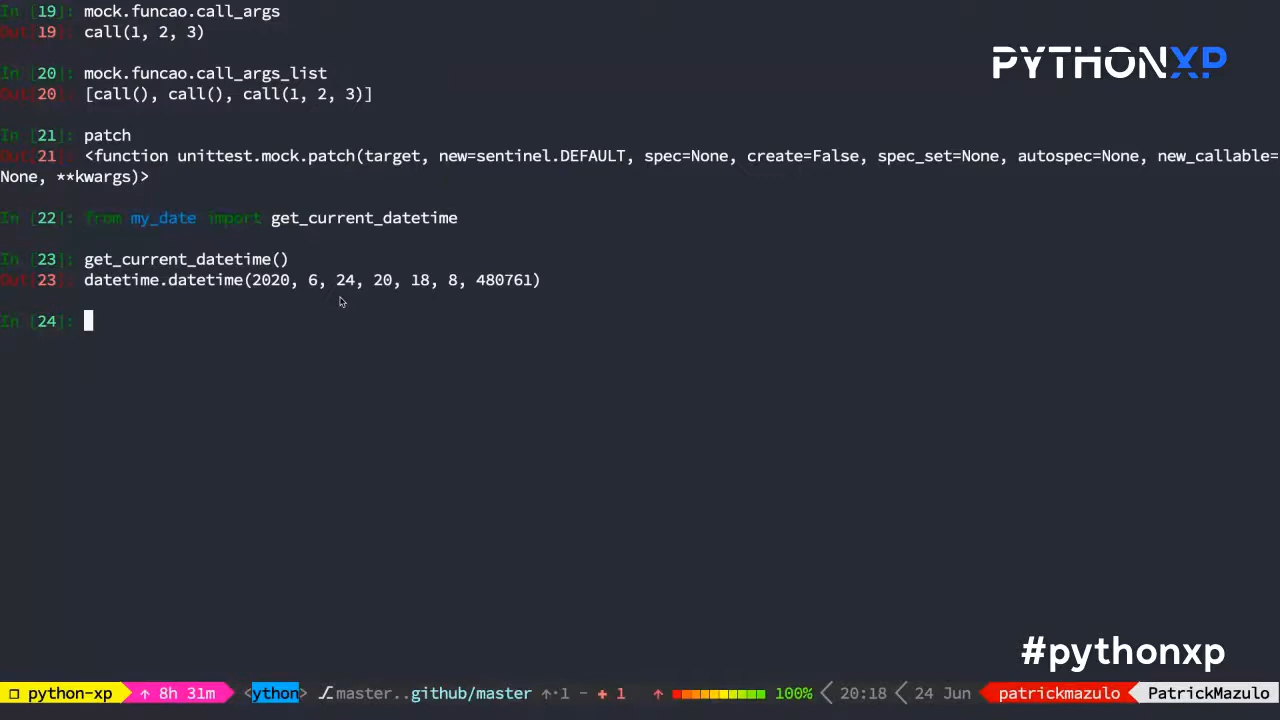 In [19]: mock.funcao.call_args
Out[19]: call(1, 2, 3)
PYTHONXP
In [20]: mock.funcao.call_args_list
Out[20]: [call(), call(), call(1, 2, 3)]
In [21]: patch
Out[21]: <function unittest.mock.patch(target, new=sentinel.DEFAULT, spec=None, create=False, spec_set=None, autospec=None, new_callable=
None, **kwargs)>
In [22]: from my_date import get_current_datetime
In [23]: get_current_datetime()
Out[23]: datetime.datetime(2020, 6, 24, 20, 18, 8, 480761)
In [24]:
#pythonxp
python-xp ↑ 8h 31m <ython> master..github/master ↑·1 - + 1 ↑ 100% 20:18 24 Jun patrickmazulo PatrickMazulo